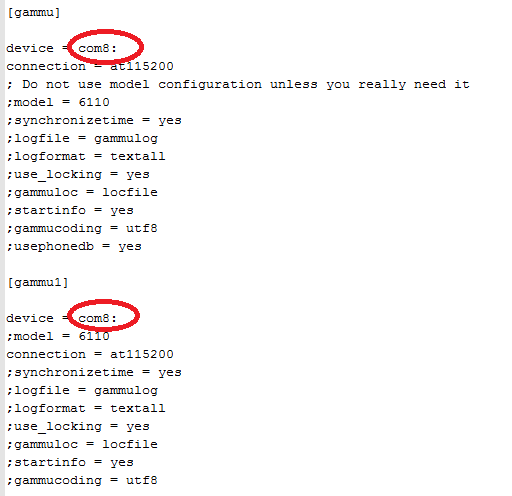 [gammu]
device = com8:
connection = at115200
; Do not use model configuration unless you really need it
;model = 6110
;synchronizetime = yes
;logfile = gammulog
;logformat = textall
;use_locking = yes
;gammuloc = locfile
;startinfo = yes
;gammucoding = utf8
;usephonedb = yes
[gammu1]
device = com8:
;model = 6110
connection = at115200
;synchronizetime = yes
;logfile = gammulog
;logformat = textall
;use_locking = yes
;gammuloc = locfile
;startinfo = yes
;gammucoding = utf8